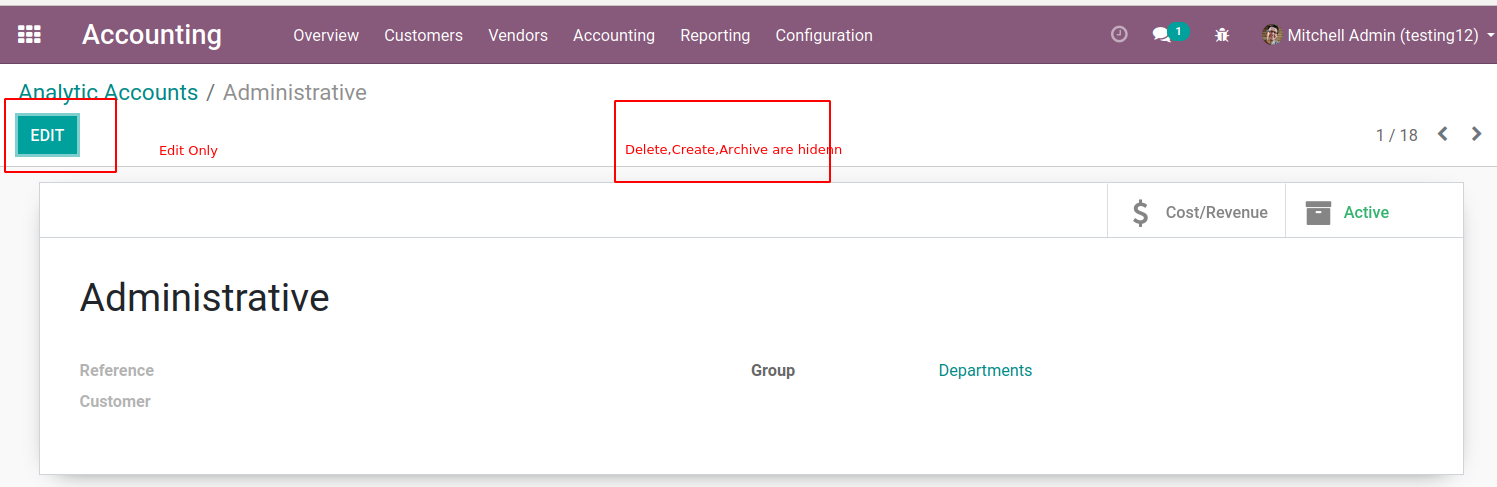 Accounting Overview Customers Vendors Accounting Reporting Configuration 1 Mitchell Admin (testing12)
Analytic Accounts / Administrative
EDIT
Edit Only
Delete,Create,Archive are hidenn
1 / 18
$ Cost/Revenue Active
Administrative
Reference Group Departments
Customer